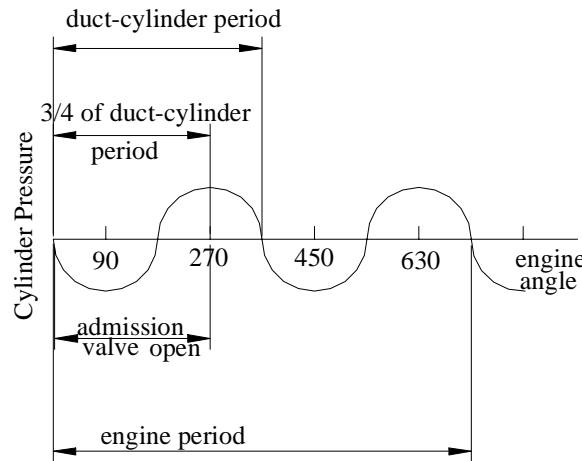 duct-cylinder period
3/4 of duct-cylinder
period
Cylinder Pressure
90
270
450
630
engine
angle
admission
valve open
engine period